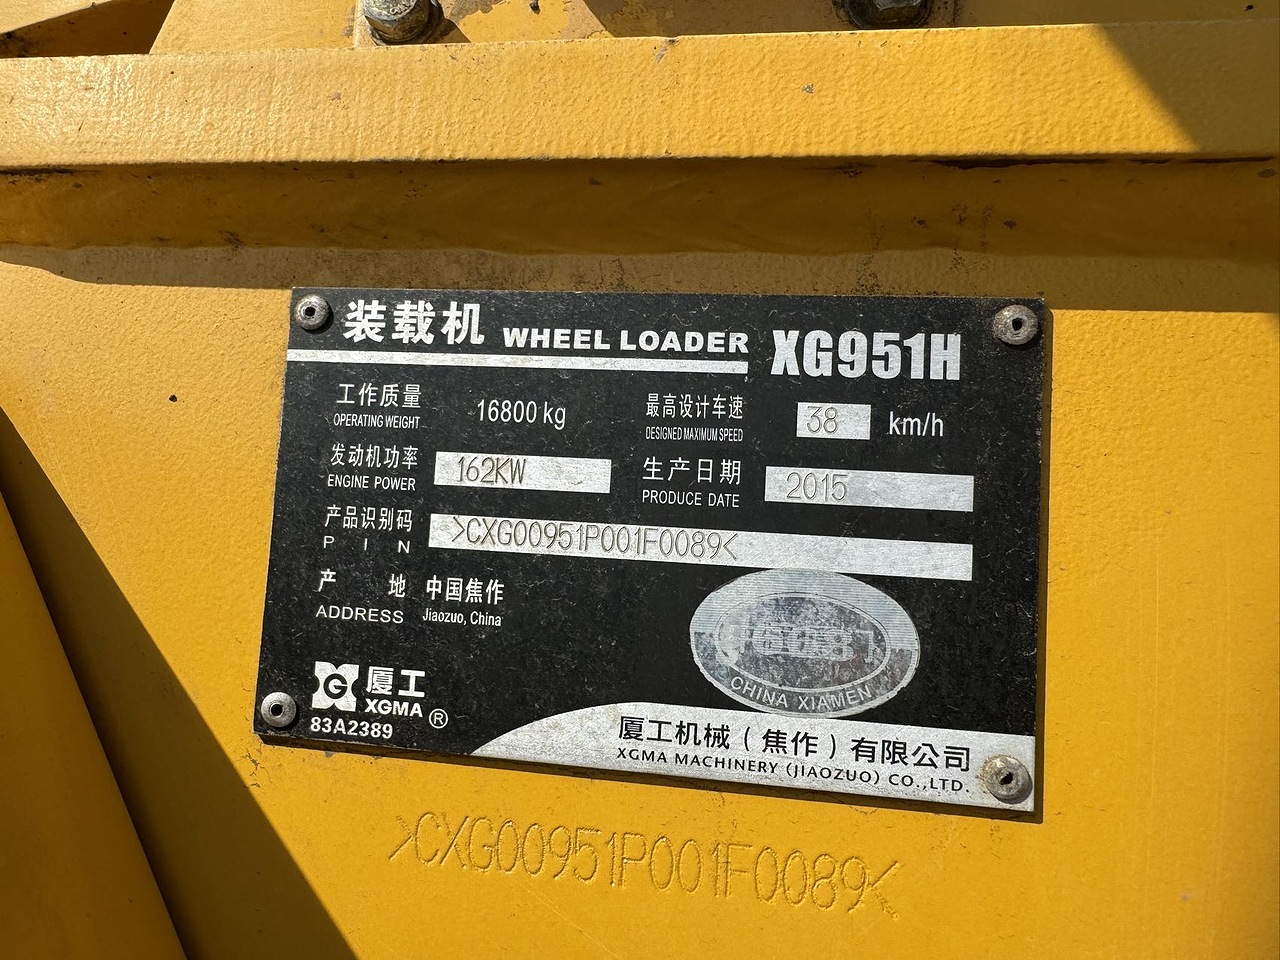 装载机 WHEEL LOADER XG951H
工作质量 16800 kg 最高设计车速 38 km/h
OPERATING WEIGHT DESIGNED MAXIMUM SPEED
发动机功率 162KW 生产日期 2015
ENGINE POWER PRODUCE DATE
产品识别码 >CXG00951P001F0089<
P I N
产 地 中国焦作
ADDRESS Jiaozuo, China
CHINA XIAMEN
G 厦工
XGMA ®
83A2389
厦工机械（焦作）有限公司
XGMA MACHINERY (JIAOZUO) CO.,LTD.
>CXG00951P001F0089<